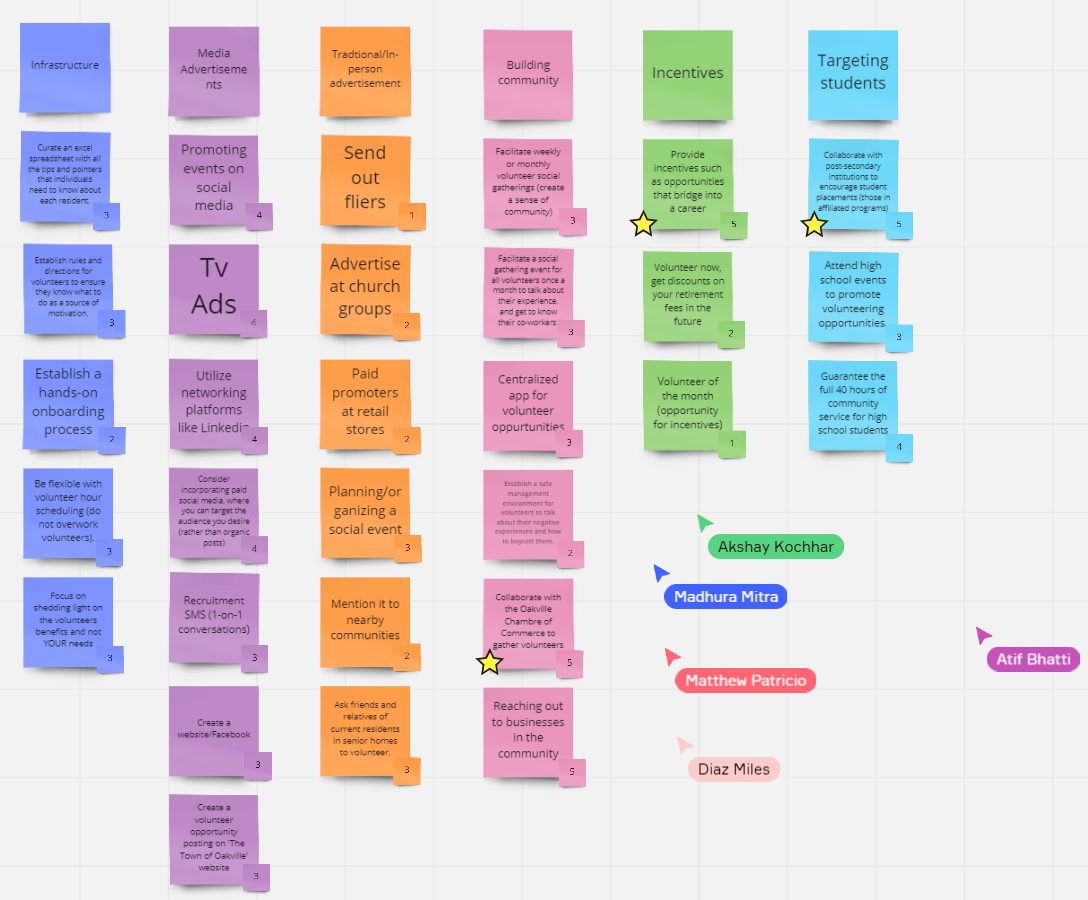 Infrastructure
Curate an excel
spreadsheet with all
the tips and pointers
that individuals
need to know about
each resident.
3
Establish rules and
directions for
volunteers to ensure
they know what to
do as a source of
motivation.
3
Establish a
hands-on
onboarding
process
2
Be flexible with
volunteer hour
scheduling (do
not overwork
volunteers).
3
Focus on
shedding light on
the volunteers
benefits and not
YOUR needs
3
Media
Advertiseme
nts
Promoting
events on
social
media
4
Tv
Ads
4
Utilize
networking
platforms
like Linkedin
4
Consider
incorporating paid
social media, where
you can target the
audience you desire
(rather than organic
posts)
4
Recruitment
SMS (1-on-1
conversations)
3
Create a
website/Facebook
3
Create a
volunteer
opportunity
posting on 'The
Town of Oakville'
website
3
Tradtional/In-
person
advertisement
Send
out
fliers
1
Advertise
at church
groups
2
Paid
promoters
at retail
stores
2
Planning/or
ganizing a
social event
3
Mention it to
nearby
communities
2
Ask friends and
relatives of
current residents
in senior homes
to volunteer.
3
Building
community
Facilitate weekly
or monthly
volunteer social
gatherings (create
a sense of
community)
3
Facilitate a social
gathering event for
all volunteers once a
month to talk about
their experience,
and get to know
their co-workers
3
Centralized
app for
volunteer
oppurtunities
3
Establish a safe
management
environment for
volunteers to talk
about their negative
experiences and how
to boycott them.
2
Collaborate with
the Oakville
Chamber of
Commerce to
gather volunteers
5
Reaching out
to businesses
in the
community
5
Incentives
Provide
incentives such
as opportunities
that bridge into
a career
5
Volunteer now,
get discounts on
your retirement
fees in the
future
2
Volunteer of
the month
(opportunity
for incentives)
1
Targeting
students
Collaborate with
post-secondary
institutions to
encourage student
placements (those in
affiliated programs)
5
Attend high
school events
to promote
volunteering
opportunities
3
Guarantee the
full 40 hours of
community
service for high
school students
4
Akshay Kochhar
Madhura Mitra
Atif Bhatti
Matthew Patricio
Diaz Miles